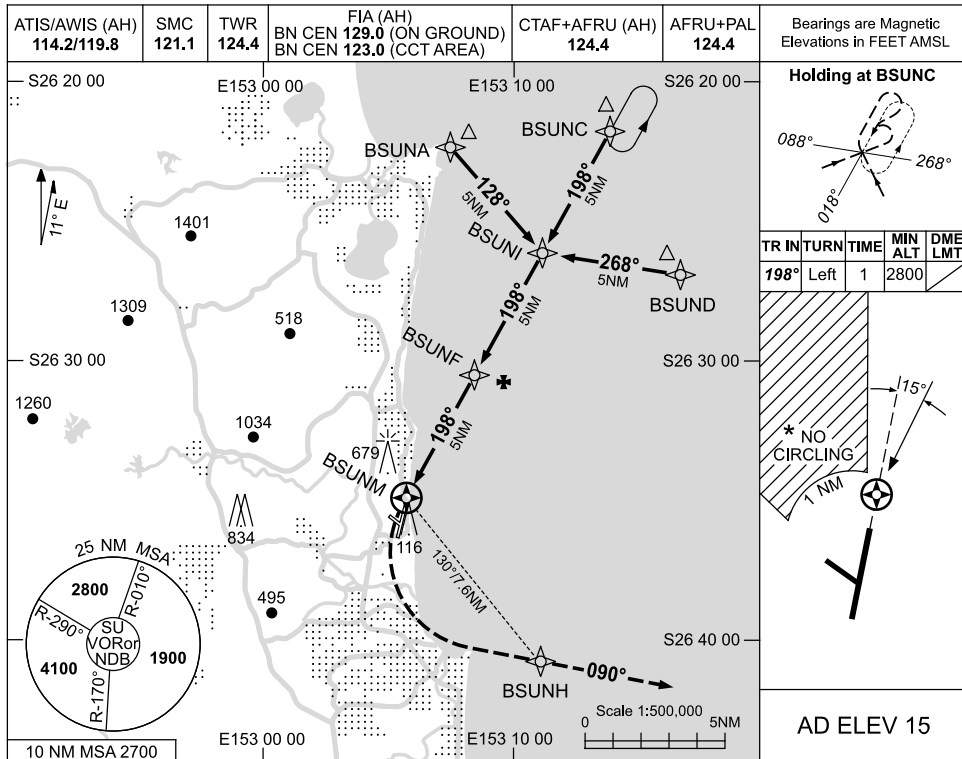 ATIS/AWIS (AH)
114.2/119.8
SMC
121.1
TWR
124.4
FIA (AH)
BN CEN 129.0 (ON GROUND)
BN CEN 123.0 (CCT AREA)
CTAF+AFRU (AH)
124.4
AFRU+PAL
124.4
Bearings are Magnetic
Elevations in FEET AMSL
S26 20 00
E153 00 00
E153 10 00
S26 20 00
BSUNC
BSUNA
198°
5NM
128°
5NM
11° E
1401
BSUNI
268°
5NM
BSUND
1309
518
198°
5NM
BSUNF
S26 30 00
S26 30 00
1260
1034
198°
5NM
679
BSUNM
834
116
130°/7.6NM
25 NM MSA
2800
R-010°
R-290°
SU
VORor
NDB
1900
4100
R-170°
495
S26 40 00
BSUNH
090°
Scale 1:500,000
0
5NM
10 NM MSA 2700
E153 00 00
E153 10 00
Holding at BSUNC
088°
268°
018°
TR IN
TURN
TIME
MIN
ALT
DME
LMT
198°
Left
1
2800
15°
* NO
CIRCLING
1 NM
AD ELEV 15